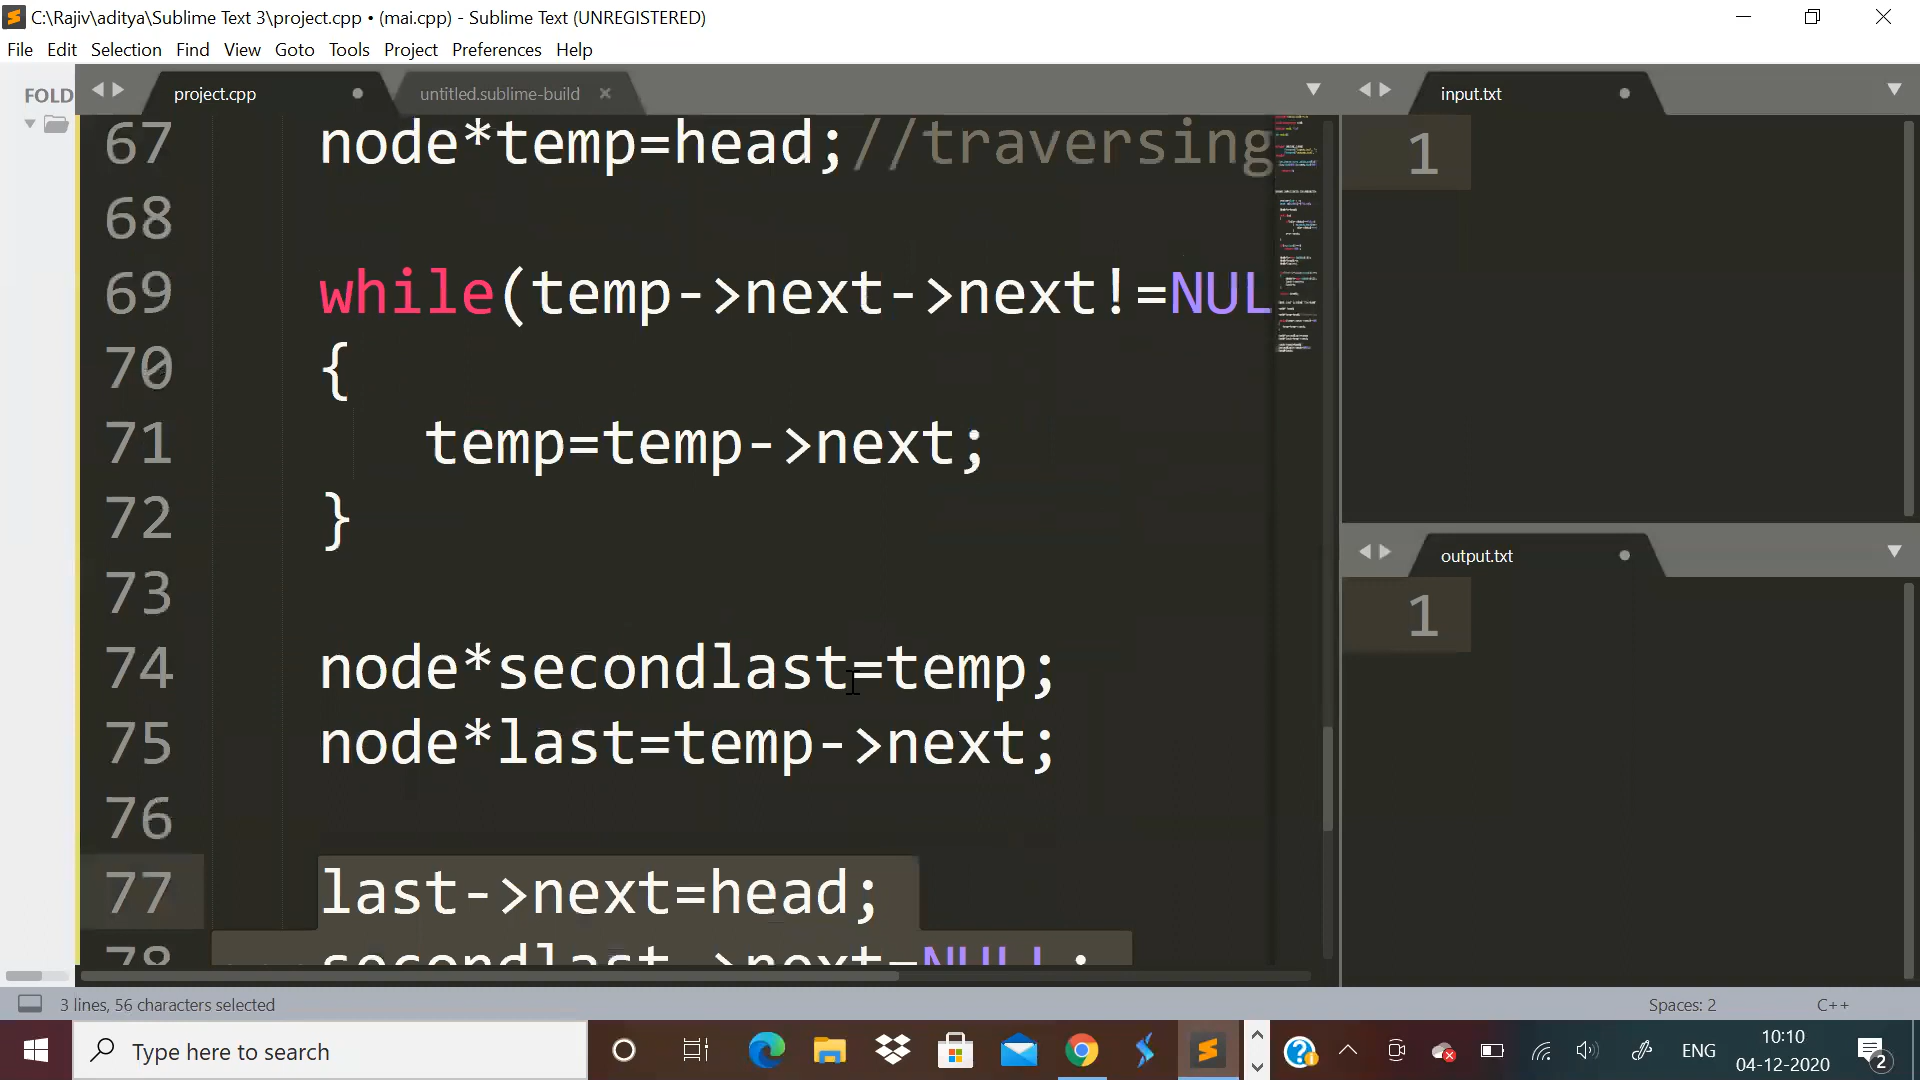 C:\Rajiv\aditya\Sublime Text 3\project.cpp • (mai.cpp) - Sublime Text (UNREGISTERED)
File Edit Selection Find View Goto Tools Project Preferences Help
FOLD
project.cpp
untitled.sublime-build
input.txt
67 node*temp=head;//traversing
68
69 while(temp->next->next!=NUL
70 {
71 temp=temp->next;
72 }
73
74 node*secondlast=temp;
75 node*last=temp->next;
76
77 last->next=head;
78 secondlast->next=NULL;
1
output.txt
1
3 lines, 56 characters selected
Spaces: 2
C++
Type here to search
ENG
10:10
04-12-2020
2